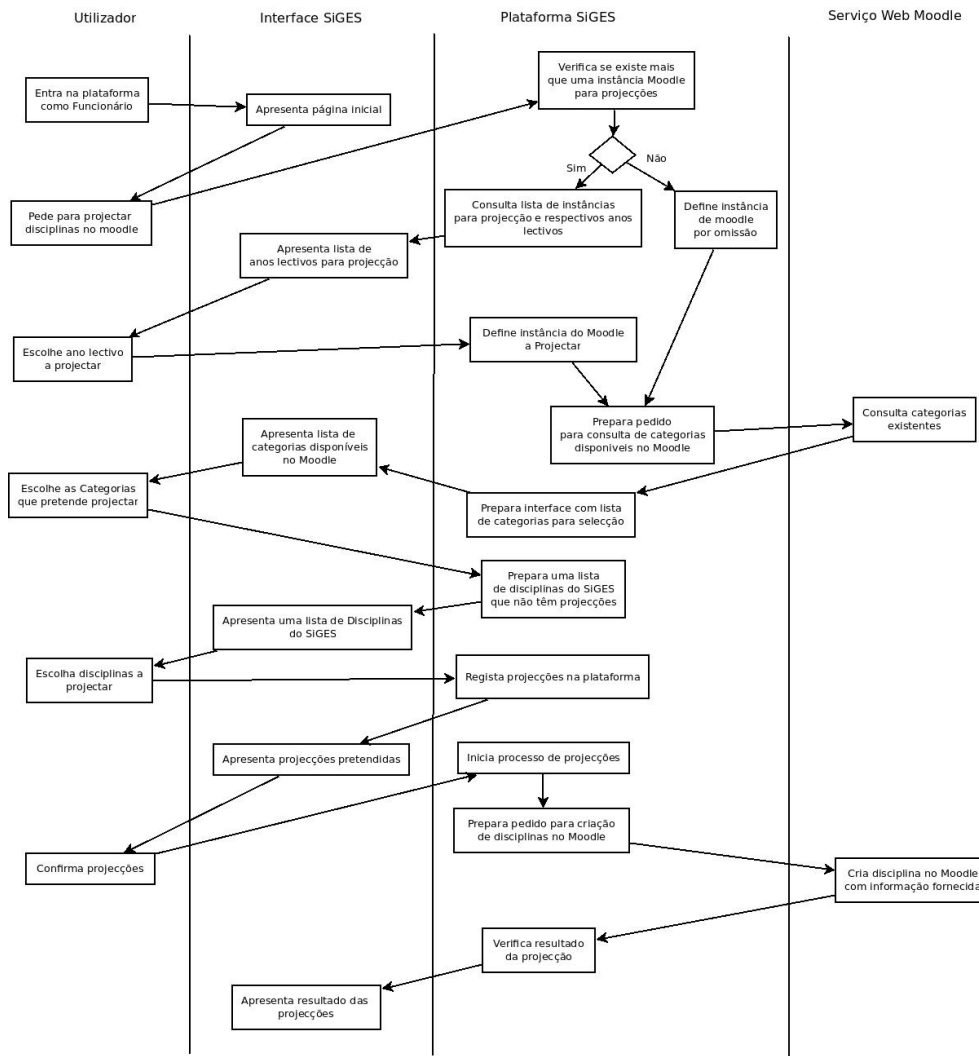 Utilizador
Interface SiGES
Plataforma SiGES
Serviço Web Moodle
Verifica se existe mais
que uma instância Moodle
para projecções
Entra na plataforma
como Funcionário
Apresenta página inicial
Sim
Não
Pede para projectar
disciplinas no moodle
Consulta lista de instâncias
para projecção e respectivos anos
lectivos
Define instância
de moodle
por omissão
Apresenta lista de
anos lectivos para projecção
Escolhe ano lectivo
a projectar
Define instância do Moodle
a Projectar
Prepara pedido
para consulta de categorias
disponiveis no Moodle
Consulta categorias
existentes
Apresenta lista de
categorias disponíveis
no Moodle
Escolhe as Categorias
que pretende projectar
Prepara interface com lista
de categorias para selecção
Prepara uma lista
de disciplinas do SiGES
que não têm projecções
Apresenta uma lista de Disciplinas
do SiGES
Escolha disciplinas a
projectar
Regista projecções na plataforma
Apresenta projecções pretendidas
Inicia processo de projecções
Prepara pedido para criação
de disciplinas no Moodle
Confirma projecções
Cria disciplina no Moodle
com informação fornecida
Verifica resultado
da projecção
Apresenta resultado das
projecções